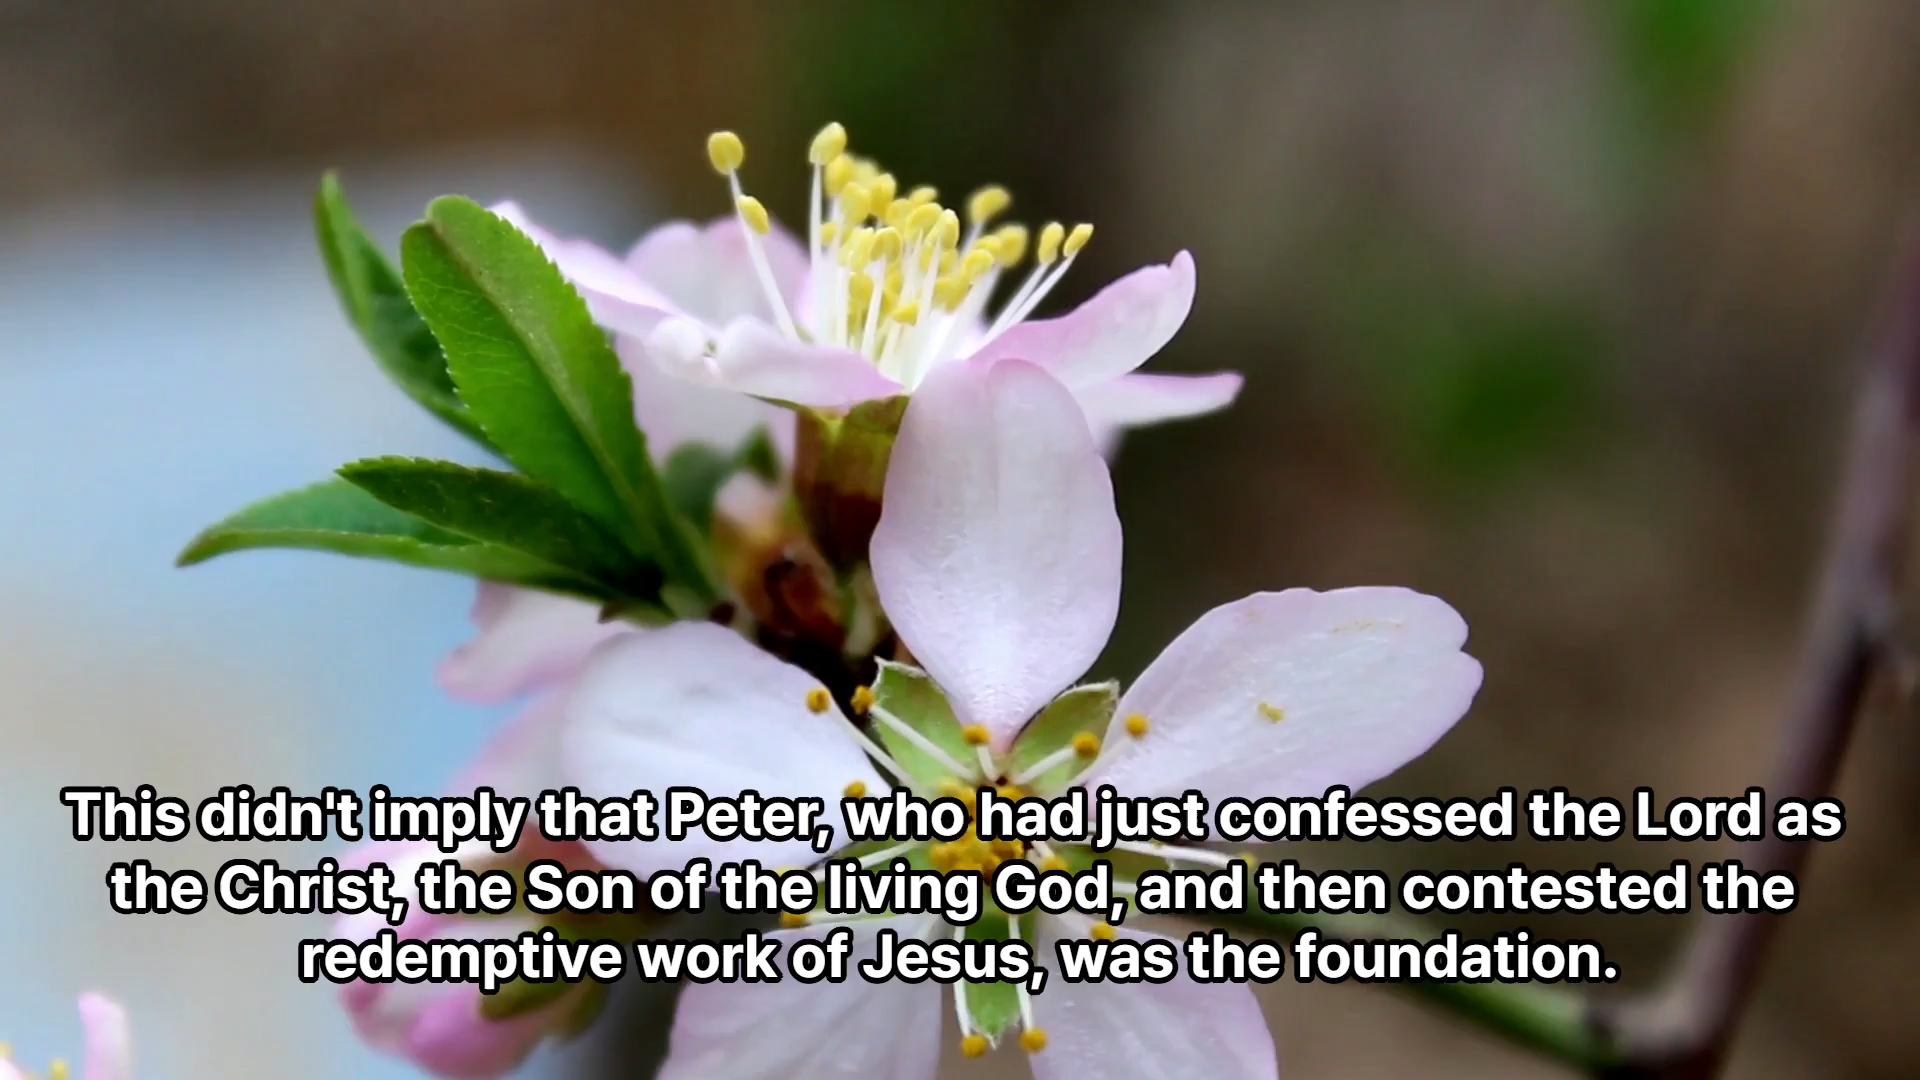 This didn't imply that Peter, who had just confessed the Lord as
the Christ, the Son of the living God, and then contested the
redemptive work of Jesus, was the foundation.